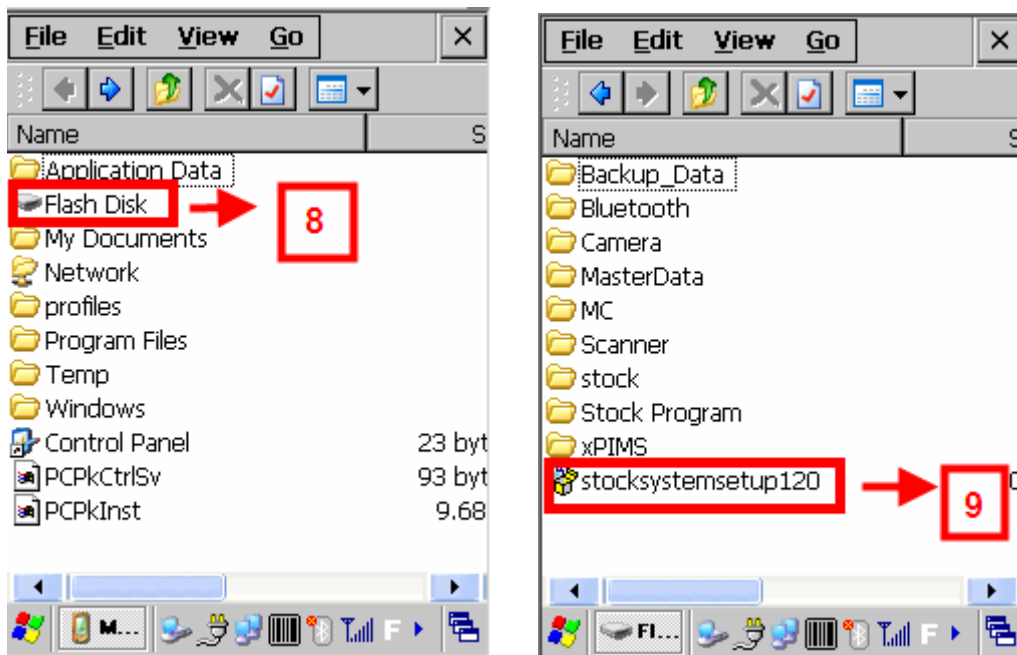 File Edit View Go
Name S
Application Data
Flash Disk
8
My Documents
Network
profiles
Program Files
Temp
Windows
Control Panel 23 byt
PCPkCtrlSv 93 byt
PCPkInst 9.68
M...
F
File Edit View Go
Name S
Backup_Data
Bluetooth
Camera
MasterData
MC
Scanner
stock
Stock Program
xPIMS
stocksystemsetup120
9
Fl...
F